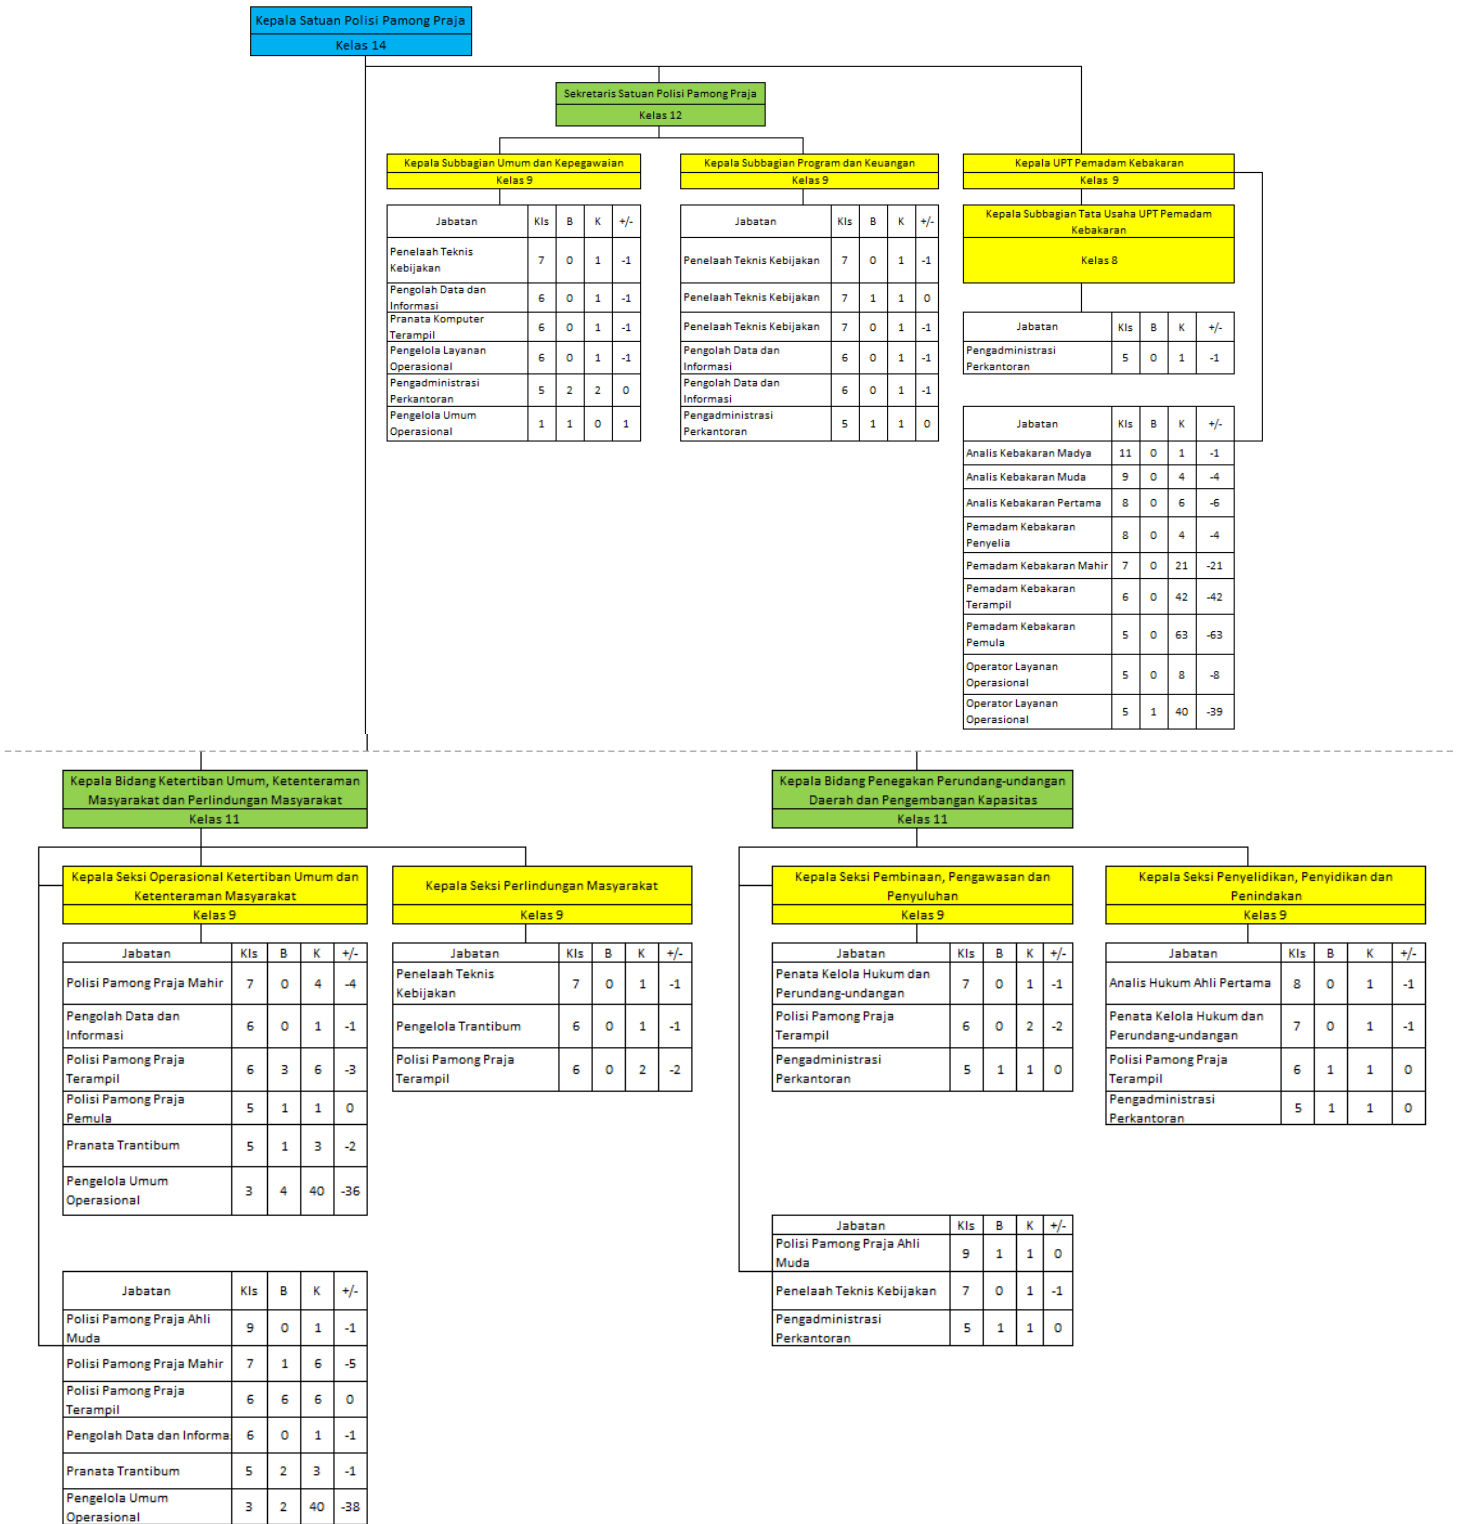 Kepala Satuan Polisi Pamong Praja
Kelas 14
Sekretaris Satuan Polisi Pamong Praja
Kelas 12
Kepala Subbagian Umum dan Kepegawaian
Kelas 9
Jabatan Kls B K +/-
Penelaah Teknis
Kebijakan 7 0 1 -1
Pengolah Data dan
Informasi 6 0 1 -1
Pranata Komputer
Terampil 6 0 1 -1
Pengelola Layanan
Operasional 6 0 1 -1
Pengadministrasi
Perkantoran 5 2 2 0
Pengelola Umum
Operasional 1 1 0 1
Kepala Subbagian Program dan Keuangan
Kelas 9
Jabatan Kls B K +/-
Penelaah Teknis Kebijakan 7 0 1 -1
Penelaah Teknis Kebijakan 7 1 1 0
Penelaah Teknis Kebijakan 7 0 1 -1
Pengolah Data dan
Informasi 6 0 1 -1
Pengolah Data dan
Informasi 6 0 1 -1
Pengadministrasi
Perkantoran 5 1 1 0
Kepala UPT Pemadam Kebakaran
Kelas 9
Kepala Subbagian Tata Usaha UPT Pemadam
Kebakaran
Kelas 8
Jabatan Kls B K +/-
Pengadministrasi
Perkantoran 5 0 1 -1
Jabatan Kls B K +/-
Analis Kebakaran Madya 11 0 1 -1
Analis Kebakaran Muda 9 0 4 -4
Analis Kebakaran Pertama 8 0 6 -6
Pemadam Kebakaran
Penyelia 8 0 4 -4
Pemadam Kebakaran Mahir 7 0 21 -21
Pemadam Kebakaran
Terampil 6 0 42 -42
Pemadam Kebakaran
Pemula 5 0 63 -63
Operator Layanan
Operasional 5 0 8 -8
Operator Layanan
Operasional 5 1 40 -39
Kepala Bidang Ketertiban Umum, Ketenteraman
Masyarakat dan Perlindungan Masyarakat
Kelas 11
Kepala Seksi Operasional Ketertiban Umum dan
Ketenteraman Masyarakat
Kelas 9
Jabatan Kls B K +/-
Polisi Pamong Praja Mahir 7 0 4 -4
Pengolah Data dan
Informasi 6 0 1 -1
Polisi Pamong Praja
Terampil 6 3 6 -3
Polisi Pamong Praja
Pemula 5 1 1 0
Pranata Trantibum 5 1 3 -2
Pengelola Umum
Operasional 3 4 40 -36
Jabatan Kls B K +/-
Polisi Pamong Praja Ahli
Muda 9 0 1 -1
Polisi Pamong Praja Mahir 7 1 6 -5
Polisi Pamong Praja
Terampil 6 6 6 0
Pengolah Data dan Informa 6 0 1 -1
Pranata Trantibum 5 2 3 -1
Pengelola Umum
Operasional 3 2 40 -38
Kepala Seksi Perlindungan Masyarakat
Kelas 9
Jabatan Kls B K +/-
Penelaah Teknis
Kebijakan 7 0 1 -1
Pengelola Trantibum 6 0 1 -1
Polisi Pamong Praja
Terampil 6 0 2 -2
Kepala Bidang Penegakan Perundang-undangan
Daerah dan Pengembangan Kapasitas
Kelas 11
Kepala Seksi Pembinaan, Pengawasan dan
Penyuluhan
Kelas 9
Jabatan Kls B K +/-
Penata Kelola Hukum dan
Perundang-undangan 7 0 1 -1
Polisi Pamong Praja
Terampil 6 0 2 -2
Pengadministrasi
Perkantoran 5 1 1 0
Jabatan Kls B K +/-
Polisi Pamong Praja Ahli
Muda 9 1 1 0
Penelaah Teknis Kebijakan 7 0 1 -1
Pengadministrasi
Perkantoran 5 1 1 0
Kepala Seksi Penyelidikan, Penyidikan dan
Penindakan
Kelas 9
Jabatan Kls B K +/-
Analis Hukum Ahli Pertama 8 0 1 -1
Penata Kelola Hukum dan
Perundang-undangan 7 0 1 -1
Polisi Pamong Praja
Terampil 6 1 1 0
Pengadministrasi
Perkantoran 5 1 1 0